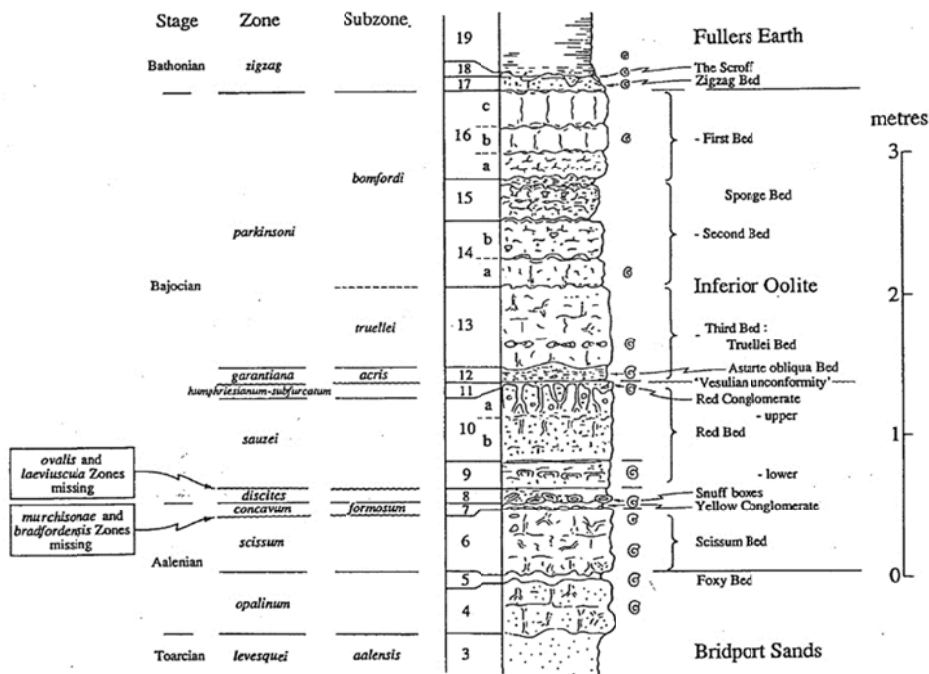 Stage
Zone
Subzone
Bathonian
zigzag
Bajocian
parkinsoni
bomfordi
truellei
garantiana
acris
humphriesianum-subfurcatum
sauzei
ovalis and
laeviuscula Zones
missing
discites
concavum
formosum
murchisonae and
bradfordensis Zones
missing
scissum
Aalenian
opalinum
Toarcian
levesquei
aalensis
19
18
17
c
16
b
a
15
b
14
a
13
12
11
a
10
b
9
8
7
6
5
4
3
Fullers Earth
The Scroff
Zigzag Bed
- First Bed
Sponge Bed
- Second Bed
Inferior Oolite
- Third Bed :
Truellei Bed
Asturte obliqua Bed
'Vesulian unconformity'
Red Conglomerate
- upper
Red Bed
- lower
Snuff boxes
Yellow Conglomerate
Scissum Bed
Foxy Bed
Bridport Sands
metres
3
2
1
0